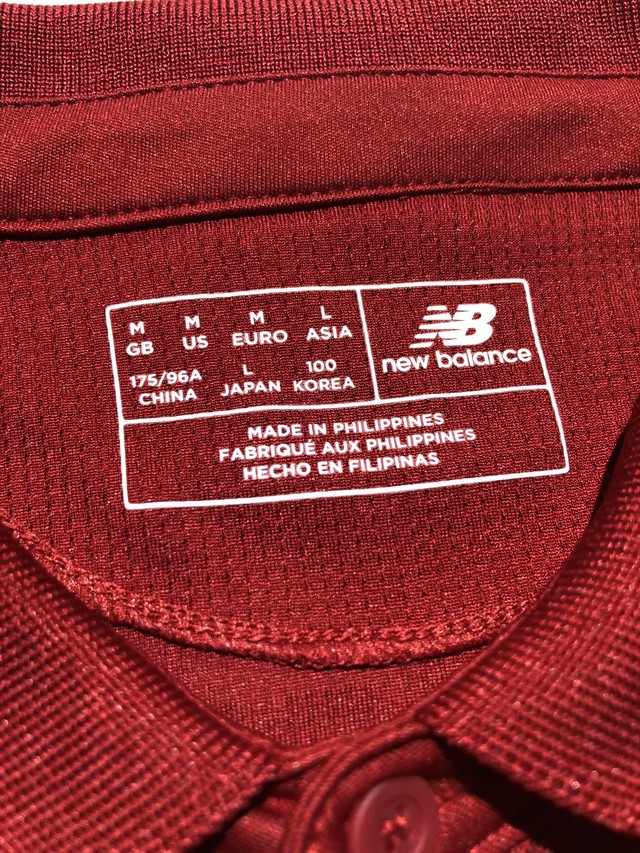 M M M L
GB US EURO ASIA
175/96A L 100
CHINA JAPAN KOREA
NB
new balance
MADE IN PHILIPPINES
FABRIQUÉ AUX PHILIPPINES
HECHO EN FILIPINAS